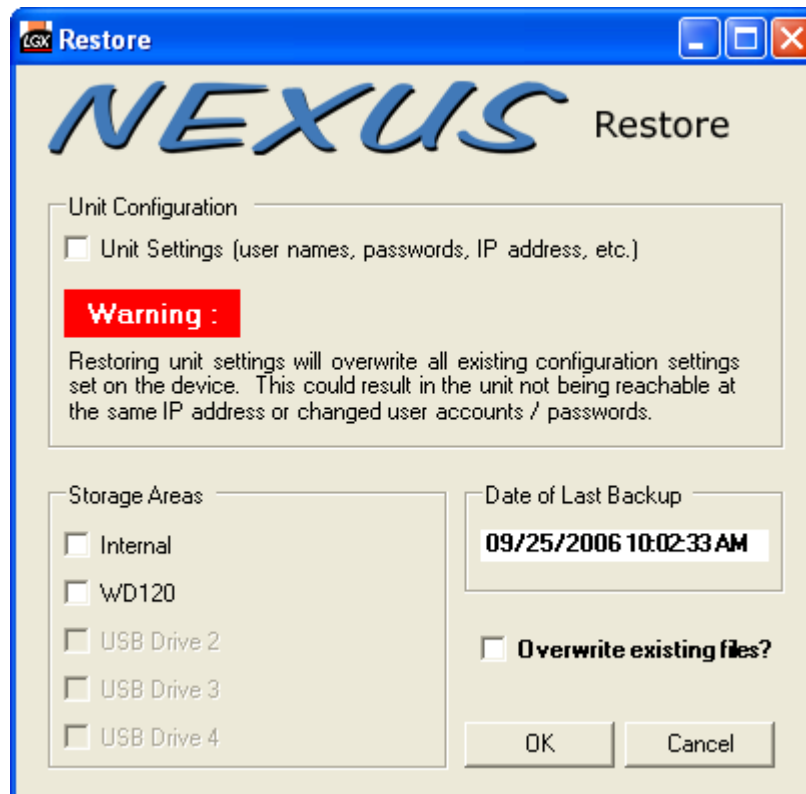 LGX Restore
NEXUS Restore
Unit Configuration
Unit Settings (user names, passwords, IP address, etc.)
Warning :
Restoring unit settings will overwrite all existing configuration settings
set on the device. This could result in the unit not being reachable at
the same IP address or changed user accounts / passwords.
Storage Areas
Internal
WD120
USB Drive 2
USB Drive 3
USB Drive 4
Date of Last Backup
09/25/2006 10:02:33 AM
Overwrite existing files?
OK
Cancel